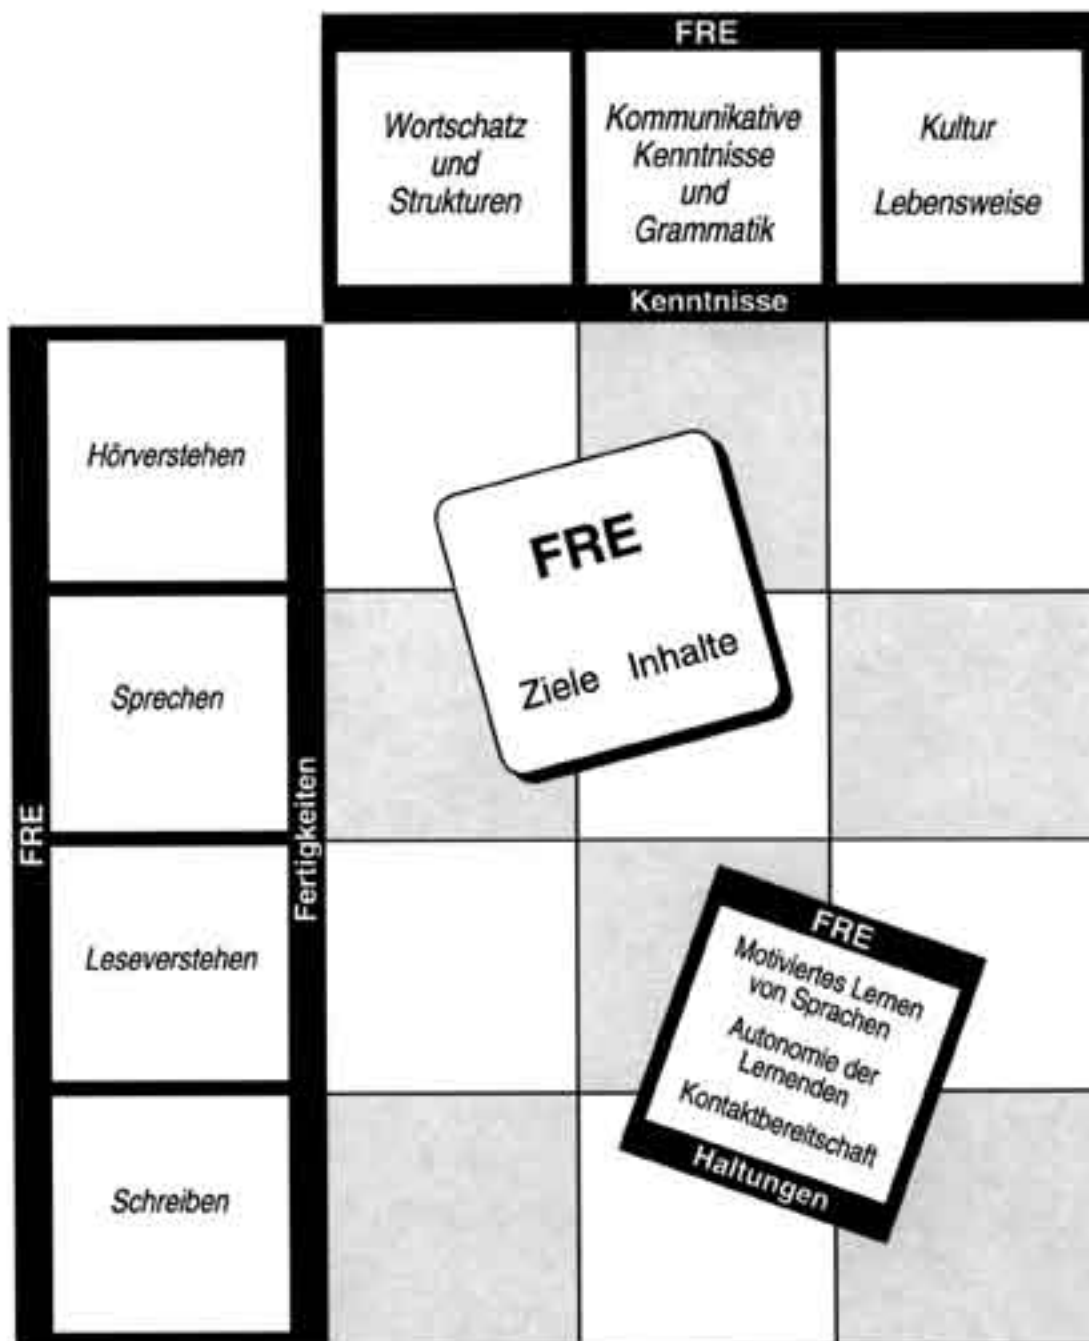 FRE
Wortschatz
und
Strukturen
Kommunikative
Kenntnisse
und
Grammatik
Kultur
Lebensweise
Kenntnisse
FRE
Fertigkeiten
Hörverstehen
Sprechen
Leseverstehen
Schreiben
FRE
Ziele Inhalte
FRE
Motiviertes Lernen
von Sprachen
Autonomie der
Lernenden
Kontaktbereitschaft
Haltungen